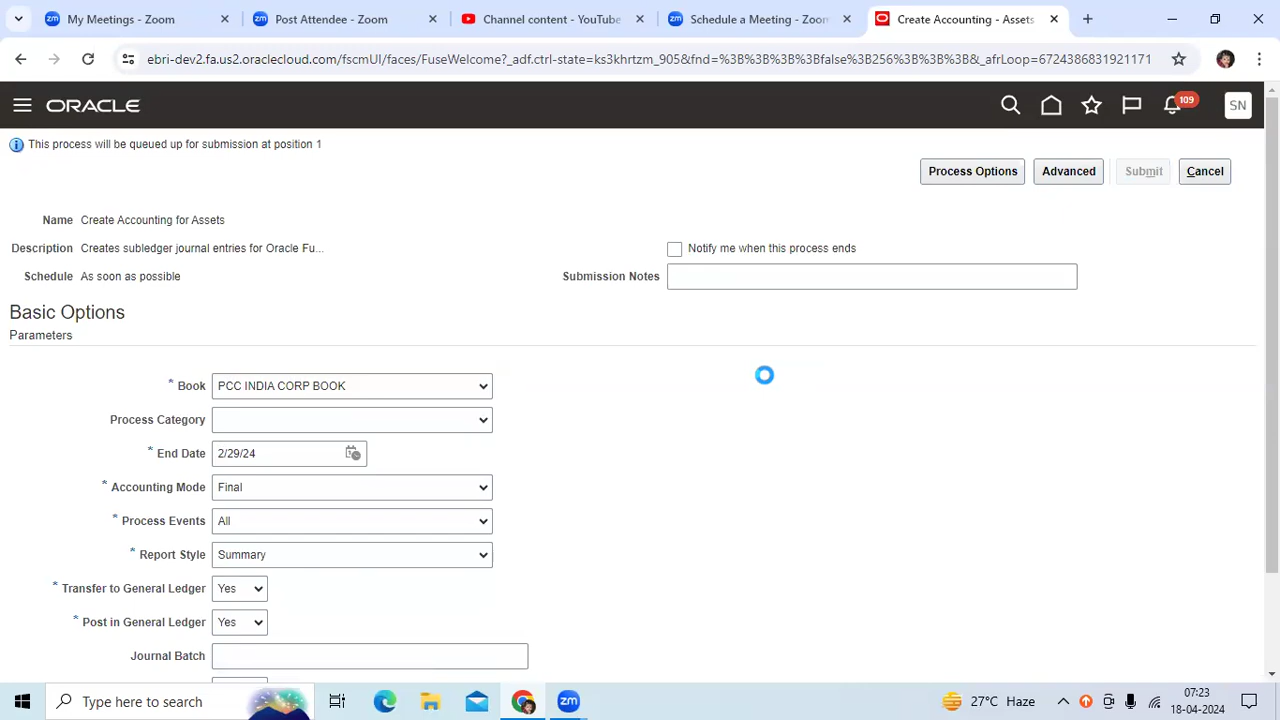 My Meetings - Zoom
Post Attendee - Zoom
Channel content - YouTube
Schedule a Meeting - Zoom
Create Accounting - Assets
ebri-dev2.fa.us2.oraclecloud.com/fscmUI/faces/FuseWelcome?_adf.ctrl-state=ks3khrtzm_905&fnd=%3B%3B%3B%3Bfalse%3B256%3B%3B%3B&_afrLoop=6724386831921171
ORACLE
109
SN
This process will be queued up for submission at position 1
Process Options
Advanced
Submit
Cancel
Name Create Accounting for Assets
Description Creates subledger journal entries for Oracle Fu...
Notify me when this process ends
Schedule As soon as possible
Submission Notes
Basic Options
Parameters
* Book PCC INDIA CORP BOOK
Process Category
* End Date 2/29/24
* Accounting Mode Final
* Process Events All
* Report Style Summary
* Transfer to General Ledger Yes
* Post in General Ledger Yes
Journal Batch
Type here to search
zm
27°C Haze
07:23
18-04-2024